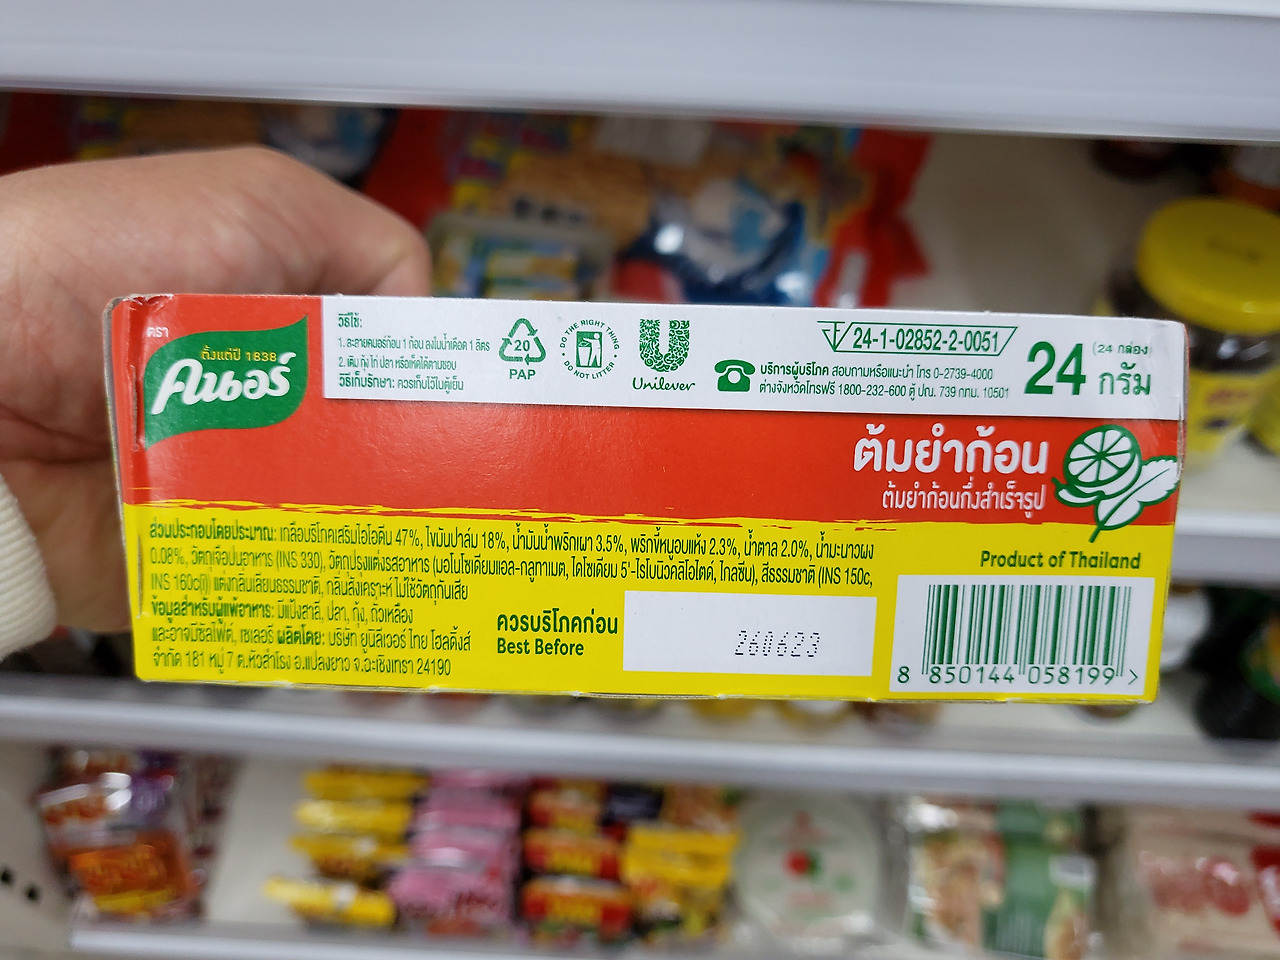 ตรา
ตั้งแต่ปี 1838
คนอร์
วิธีใช้:
1. ละลายคนอร์ก้อน 1 ก้อน ลงในน้ำเดือด 1 ลิตร
2. เติม กุ้ง ไก่ ปลา หรือเห็ดได้ตามชอบ
วิธีเก็บรักษา: ควรเก็บไว้ในตู้เย็น
20
PAP
DO THE RIGHT THING
DO NOT LITTER
Unilever
24-1-02852-2-0051
บริการผู้บริโภค สอบถามหรือแนะนำ โทร 0-2739-4000
ต่างจังหวัดโทรฟรี 1800-232-600 ตู้ ปณ. 739 กทม. 10501
24 กรัม
(24 กล่อง)
ต้มยำก้อน
ต้มยำก้อนกึ่งสำเร็จรูป
ส่วนประกอบโดยประมาณ: เกลือบริโภคเสริมไอโอดีน 47%, ไขมันปาล์ม 18%, น้ำมันน้ำพริกเผา 3.5%, พริกขี้หนูอบแห้ง 2.3%, น้ำตาล 2.0%, น้ำมะนาวผง
0.08%, วัตถุเจือปนอาหาร (INS 330), วัตถุปรุงแต่งรสอาหาร (มอโนโซเดียมแอล-กลูทาเมต, ไดโซเดียม 5'-ไรโบนิวคลีโอไทด์, ไกลซีน), สีธรรมชาติ (INS 150c,
INS 160c(i)) แต่งกลิ่นเลียนธรรมชาติ, กลิ่นสังเคราะห์ ไม่ใช้วัตถุกันเสีย
ข้อมูลสำหรับผู้แพ้อาหาร: มีแป้งสาลี, ปลา, กุ้ง, ถั่วเหลือง
และอาจมีซัลไฟต์, เซเลอรี ผลิตโดย: บริษัท ยูนิลีเวอร์ ไทย โฮลดิ้งส์
จำกัด 181 หมู่ 7 ต.หัวสำโรง อ.แปลงยาว จ.ฉะเชิงเทรา 24190
ควรบริโภคก่อน
Best Before
260623
Product of Thailand
8 850144 058199 >